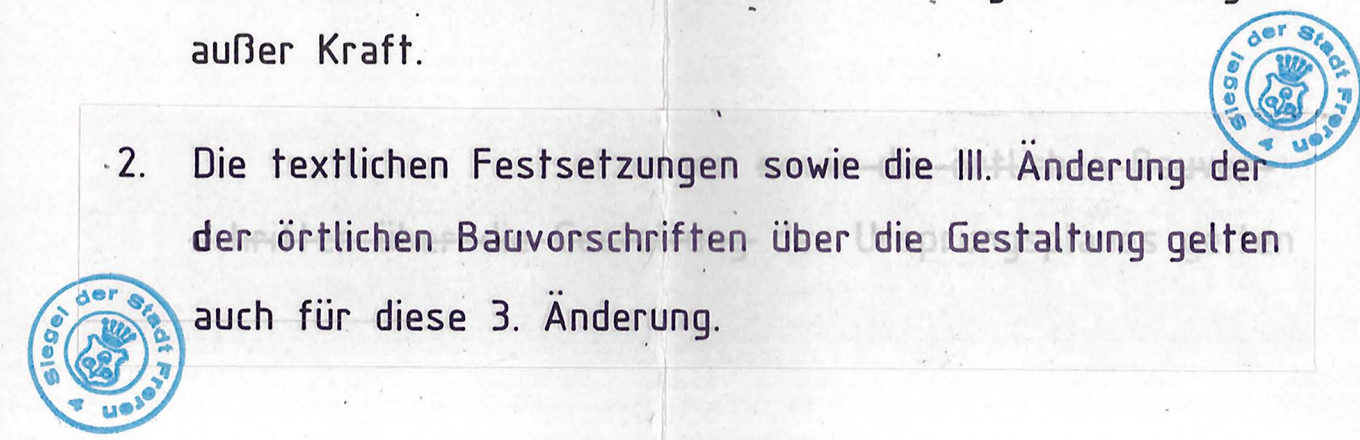 außer Kraft.
Siegel der Stadt Freren
4
2. Die textlichen Festsetzungen sowie die III. Änderung der
der örtlichen Bauvorschriften über die Gestaltung gelten
auch für diese 3. Änderung.
Siegel der Stadt Freren
4